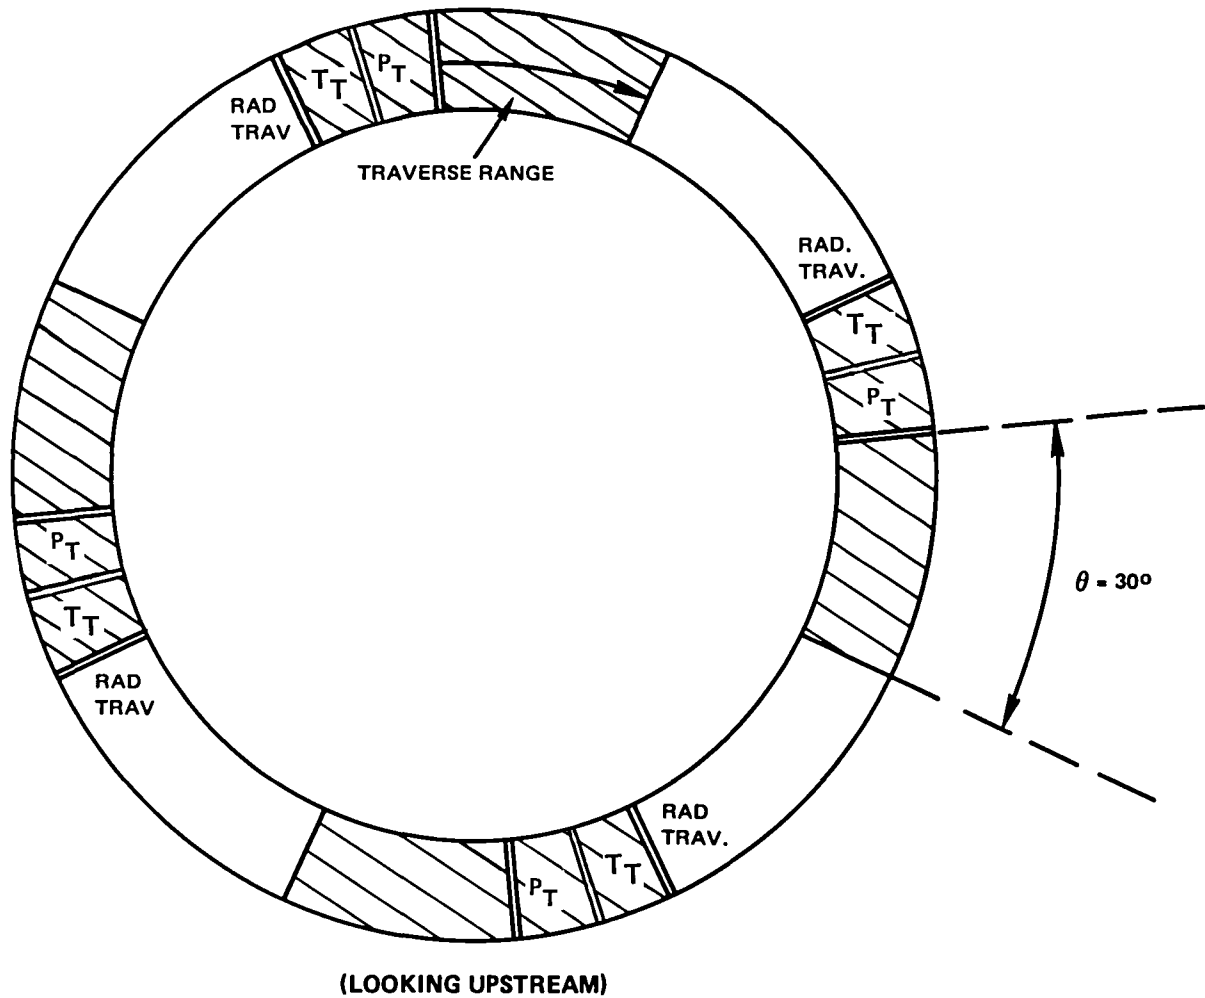 T_T
P_T
RAD
TRAV
TRAVERSE RANGE
RAD.
TRAV.
T_T
P_T
θ = 30º
P_T
T_T
RAD
TRAV
RAD
TRAV.
P_T
T_T
(LOOKING UPSTREAM)